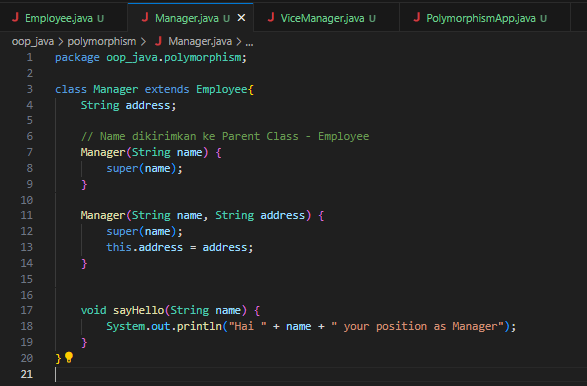 Employee.java U
Manager.java U
ViceManager.java U
PolymorphismApp.java U
oop_java > polymorphism > Manager.java > ...
1 package oop_java.polymorphism;
2
3 class Manager extends Employee{
4     String address;
5
6     // Name dikirimkan ke Parent Class - Employee
7     Manager(String name) {
8         super(name);
9     }
10
11     Manager(String name, String address) {
12         super(name);
13         this.address = address;
14     }
15
16
17     void sayHello(String name) {
18         System.out.println("Hai " + name + " your position as Manager");
19     }
20 }
21